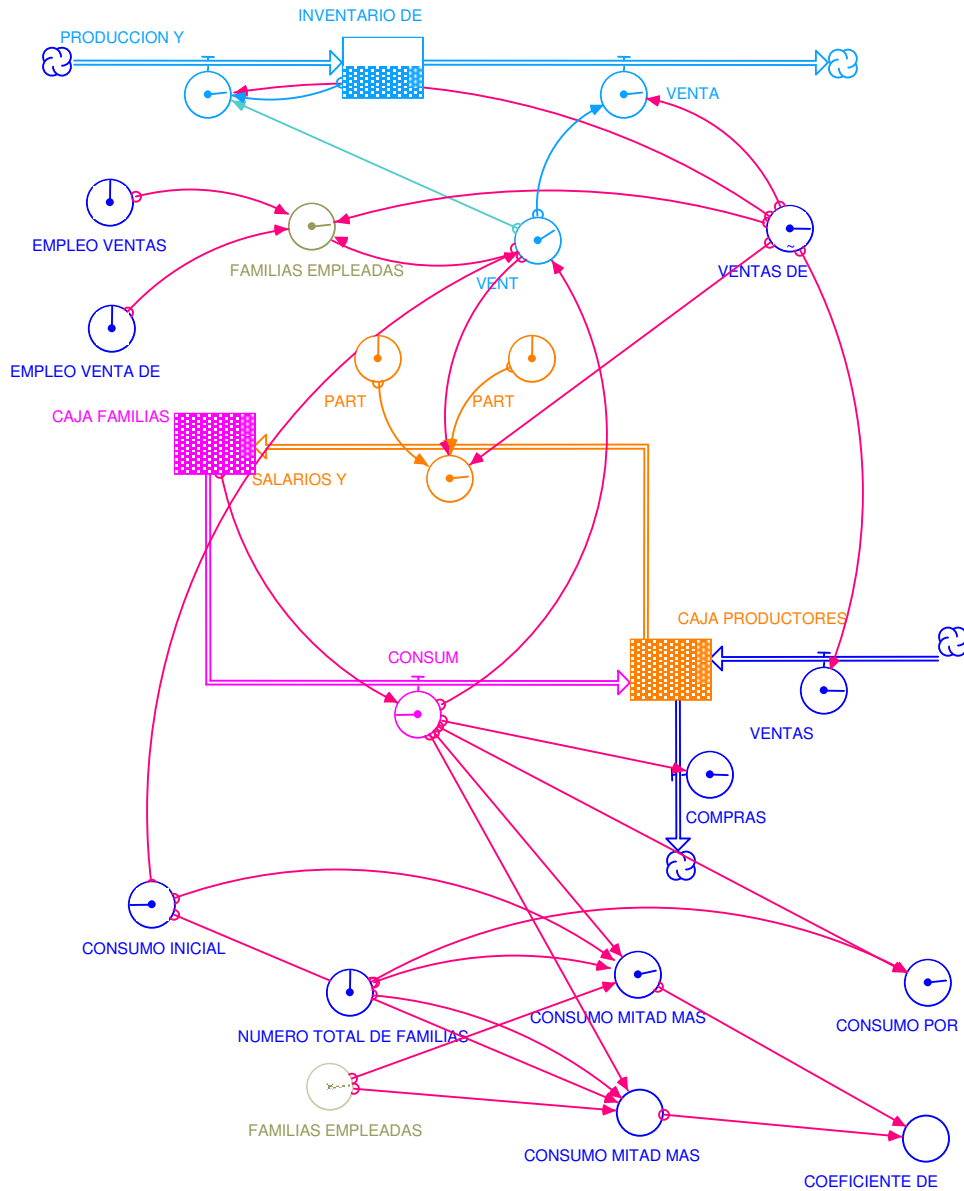 INVENTARIO DE
PRODUCCION Y
VENTA
EMPLEO VENTAS
FAMILIAS EMPLEADAS
VENT
VENTAS DE
EMPLEO VENTA DE
PART
PART
CAJA FAMILIAS
SALARIOS Y
CAJA PRODUCTORES
CONSUM
VENTAS
COMPRAS
CONSUMO INICIAL
CONSUMO MITAD MAS
CONSUMO POR
NUMERO TOTAL DE FAMILIAS
FAMILIAS EMPLEADAS
CONSUMO MITAD MAS
COEFICIENTE DE